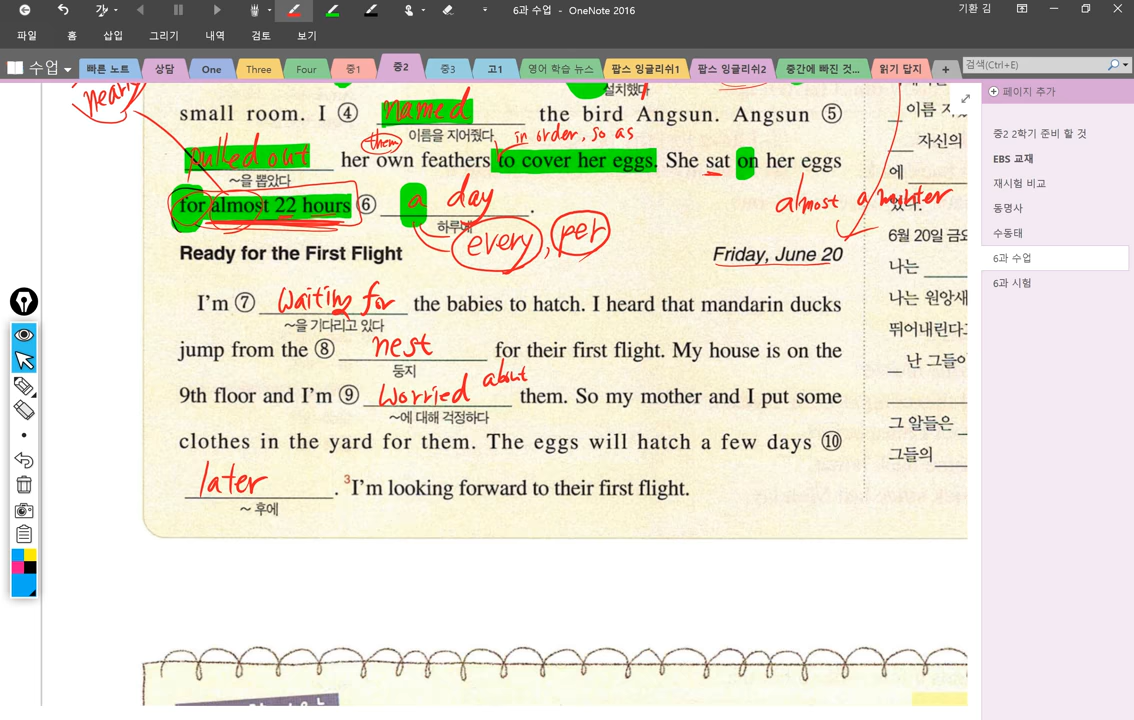 6과 수업 - OneNote 2016
기환 김
파일 홈 삽입 그리기 내역 검토 보기
수업 빠른 노트 상담 One Three Four 중1 중2 중3 고1 영어 학습 뉴스 팝스 잉글리쉬1 팝스 잉글리쉬2 중간에 빠진 것... 읽기 답지 + 검색(Ctrl+E)
페이지 추가
중2 2학기 준비 할 것
EBS 교재
재시험 비교
동명사
수동태
6과 수업
6과 시험
nearly
설치했다
small room. I ④ named the bird Angsun. Angsun ⑤
이름을 지어줬다
them in order, so as
pulled out her own feathers to cover her eggs. She sat on her eggs
~을 뽑았다
almost a minter
for almost 22 hours ⑥ a day.
하루에
every, per
Ready for the First Flight Friday, June 20
I'm ⑦ waiting for the babies to hatch. I heard that mandarin ducks
~을 기다리고 있다
jump from the ⑧ nest for their first flight. My house is on the
둥지
9th floor and I'm ⑨ worried about them. So my mother and I put some
~에 대해 걱정하다
clothes in the yard for them. The eggs will hatch a few days ⑩
later. ³I'm looking forward to their first flight.
~ 후에
이름
자신의
에
6월 20일 금요
나는
나는 원앙새
뛰어내린다
난 그들이
그 알들은
그들의